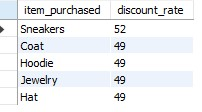 item_purchased discount_rate
Sneakers 52
Coat 49
Hoodie 49
Jewelry 49
Hat 49